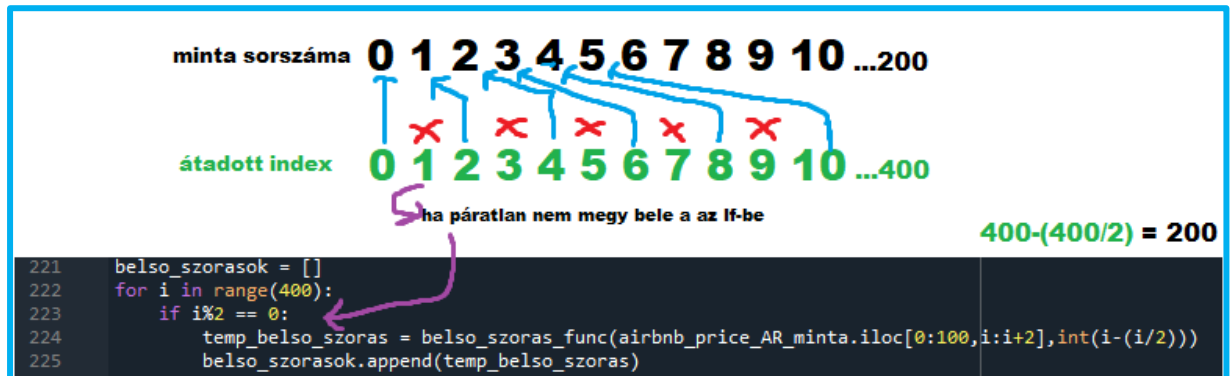 minta sorszáma 0 1 2 3 4 5 6 7 8 9 10 ...200
átadott index 0 1 2 3 4 5 6 7 8 9 10 ...400
ha páratlan nem megy bele a az If-be
400-(400/2) = 200
221 belso_szorasok = []
222 for i in range(400):
223 if i%2 == 0:
224 temp_belso_szoras = belso_szoras_func(airbnb_price_AR_minta.iloc[0:100,i:i+2],int(i-(i/2)))
225 belso_szorasok.append(temp_belso_szoras)